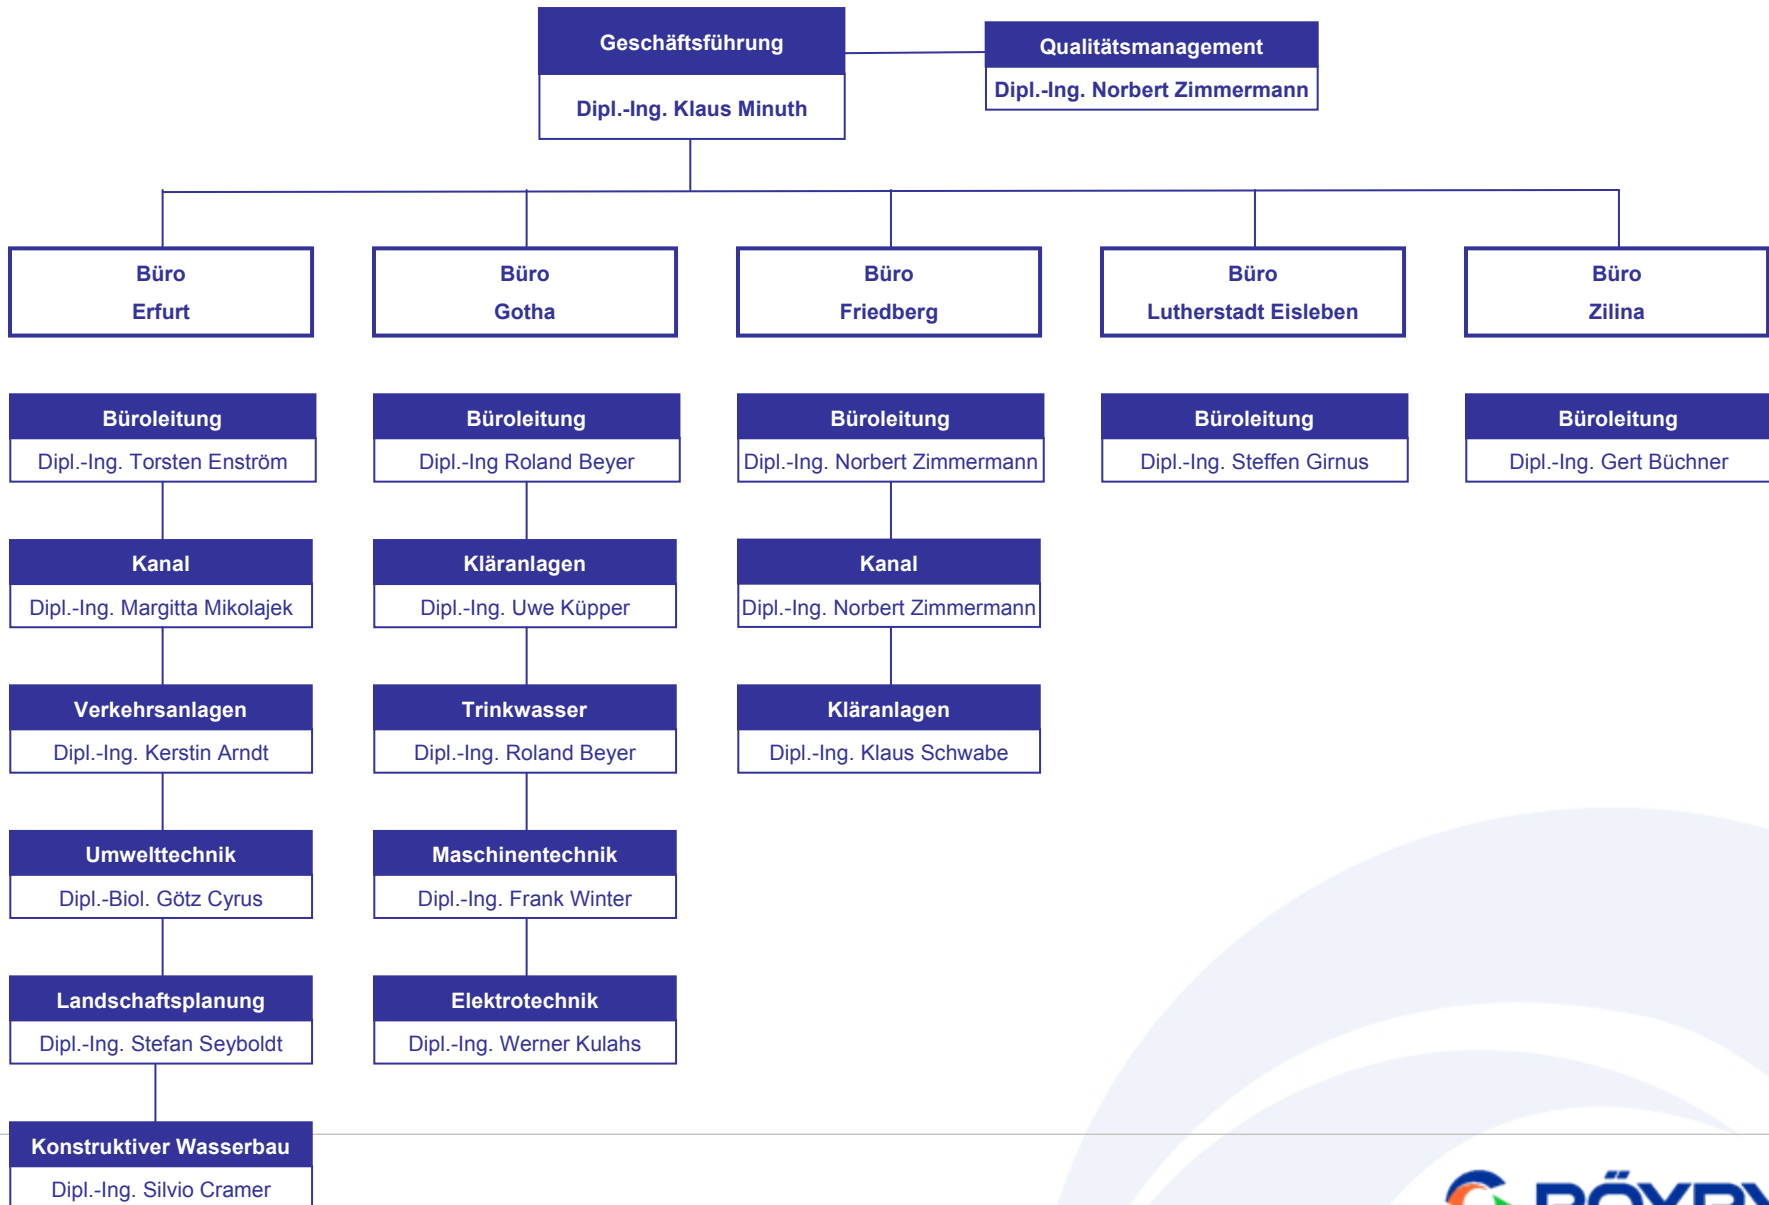 Geschäftsführung
Dipl.-Ing. Klaus Minuth
Qualitätsmanagement
Dipl.-Ing. Norbert Zimmermann
Büro
Erfurt
Büro
Gotha
Büro
Friedberg
Büro
Lutherstadt Eisleben
Büro
Zilina
Büroleitung
Dipl.-Ing. Torsten Enström
Kanal
Dipl.-Ing. Margitta Mikolajek
Verkehrsanlagen
Dipl.-Ing. Kerstin Arndt
Umwelttechnik
Dipl.-Biol. Götz Cyrus
Landschaftsplanung
Dipl.-Ing. Stefan Seyboldt
Konstruktiver Wasserbau
Dipl.-Ing. Silvio Cramer
Büroleitung
Dipl.-Ing Roland Beyer
Kläranlagen
Dipl.-Ing. Uwe Küpper
Trinkwasser
Dipl.-Ing. Roland Beyer
Maschinentechnik
Dipl.-Ing. Frank Winter
Elektrotechnik
Dipl.-Ing. Werner Kulahs
Büroleitung
Dipl.-Ing. Norbert Zimmermann
Kanal
Dipl.-Ing. Norbert Zimmermann
Kläranlagen
Dipl.-Ing. Klaus Schwabe
Büroleitung
Dipl.-Ing. Steffen Girnus
Büroleitung
Dipl.-Ing. Gert Büchner
PÖYRY